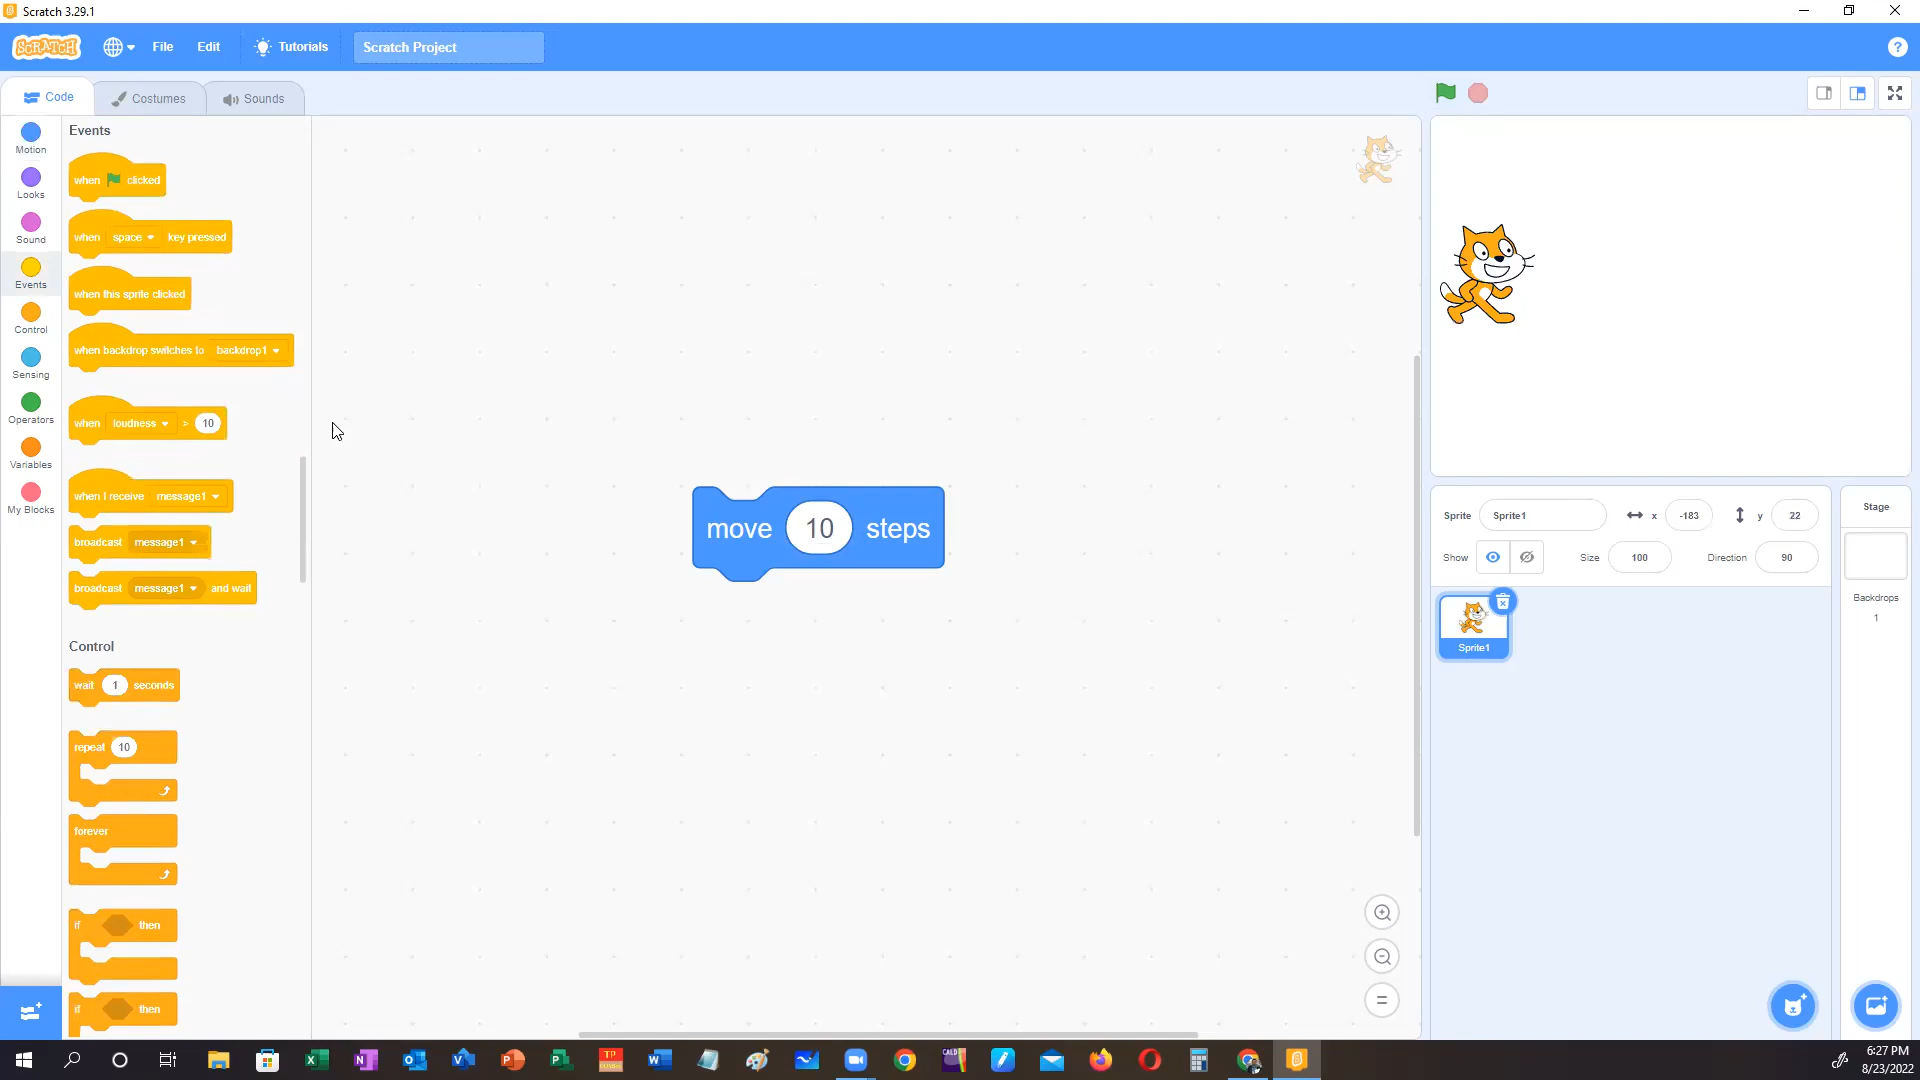 Scratch 3.29.1
SCRATCH
File
Edit
Tutorials
Scratch Project
?
Code
Costumes
Sounds
Motion
Looks
Sound
Events
Control
Sensing
Operators
Variables
My Blocks
Events
when clicked
when space key pressed
when this sprite clicked
when backdrop switches to backdrop1
when loudness > 10
when I receive message1
broadcast message1
broadcast message1 and wait
Control
wait 1 seconds
repeat 10
forever
if then
if then
move 10 steps
Sprite Sprite1 x -183 y 22
Show Size 100 Direction 90
Sprite1
Stage
Backdrops
1
6:27 PM
8/23/2022